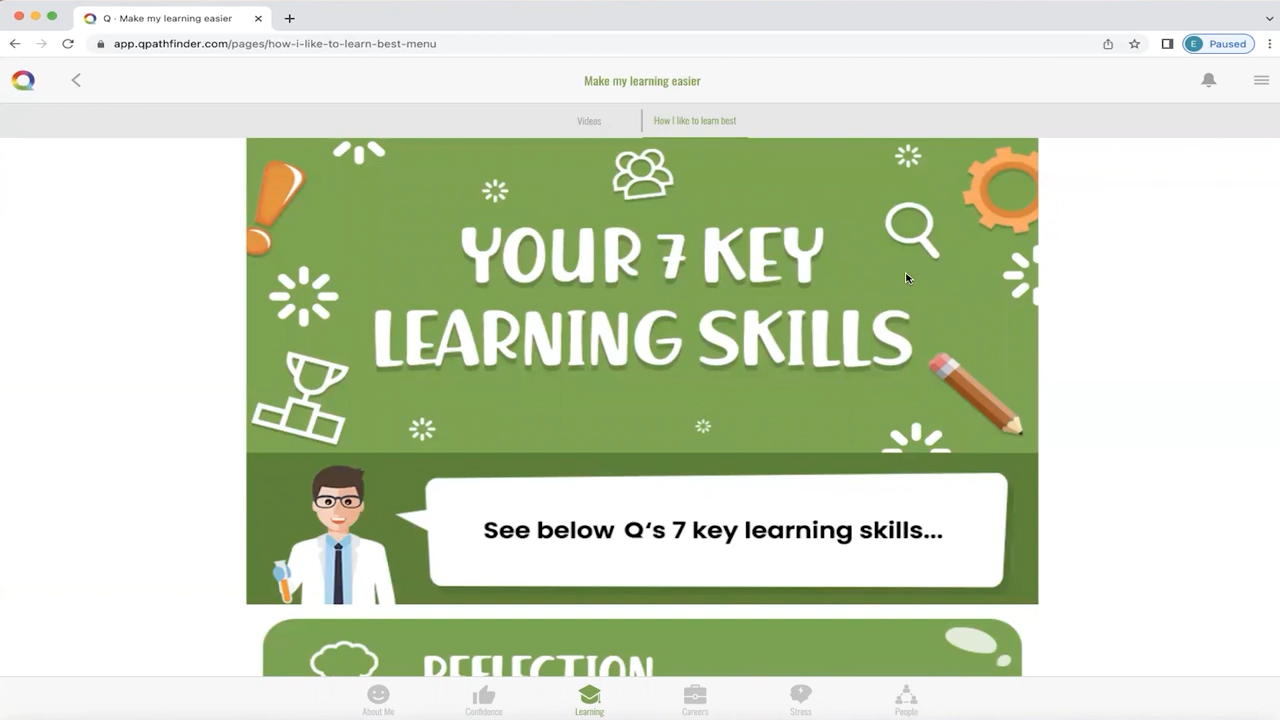 Q - Make my learning easier
app.qpathfinder.com/pages/how-i-like-to-learn-best-menu
E Paused
Make my learning easier
Videos
How I like to learn best
YOUR 7 KEY
LEARNING SKILLS
See below Q's 7 key learning skills...
REFLECTION
About Me
Confidence
Learning
Careers
Stress
People